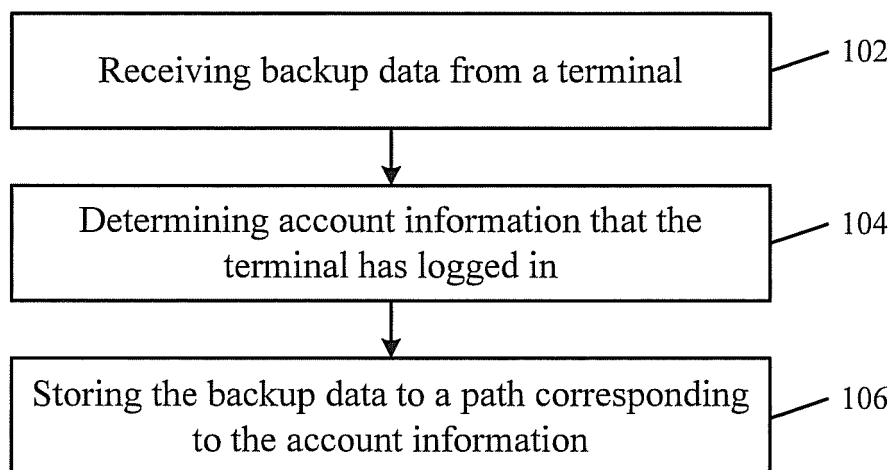 Receiving backup data from a terminal
102
Determining account information that the
terminal has logged in
104
Storing the backup data to a path corresponding
to the account information
106